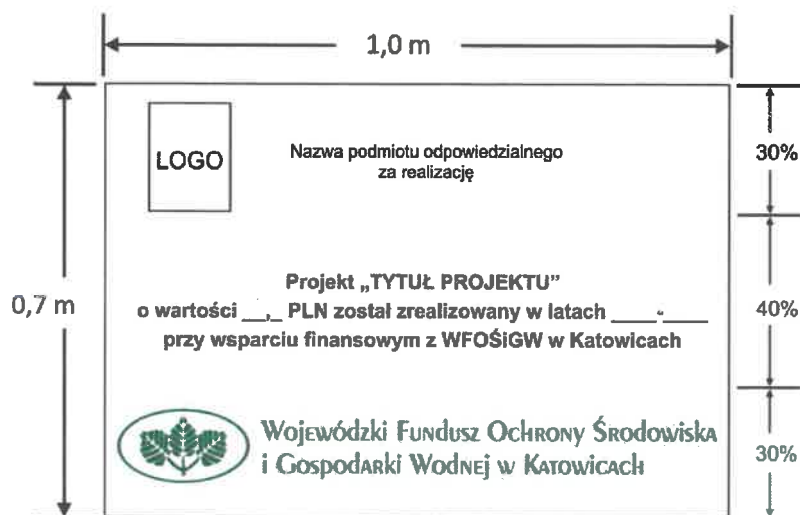 1,0 m
LOGO
Nazwa podmiotu odpowiedzialnego
za realizację
30%
Projekt „TYTUŁ PROJEKTU”
o wartości __,_ PLN został zrealizowany w latach ____-____
przy wsparciu finansowym z WFOŚiGW w Katowicach
0,7 m
40%
Wojewódzki Fundusz Ochrony Środowiska
i Gospodarki Wodnej w Katowicach
30%